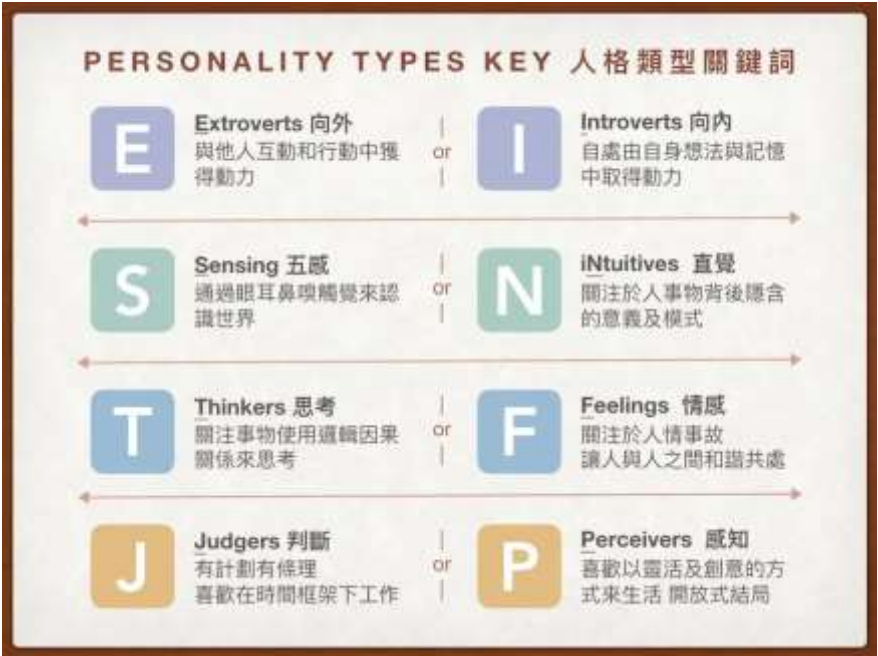 PERSONALITY TYPES KEY 人格類型關鍵詞
E
Extroverts 向外
與他人互動和行動中獲
得動力
or
I
Introverts 向內
自處由自身想法與記憶
中取得動力
S
Sensing 五感
通過眼耳鼻嗅觸覺來認
識世界
or
N
iNtuitives 直覺
關注於人事物背後隱含
的意義及模式
T
Thinkers 思考
關注事物使用邏輯因果
關係來思考
or
F
Feelings 情感
關注於人情事故
讓人與人之間和諧共處
J
Judgers 判斷
有計劃有條理
喜歡在時間框架下工作
or
P
Perceivers 感知
喜歡以靈活及創意的方
式來生活 開放式結局